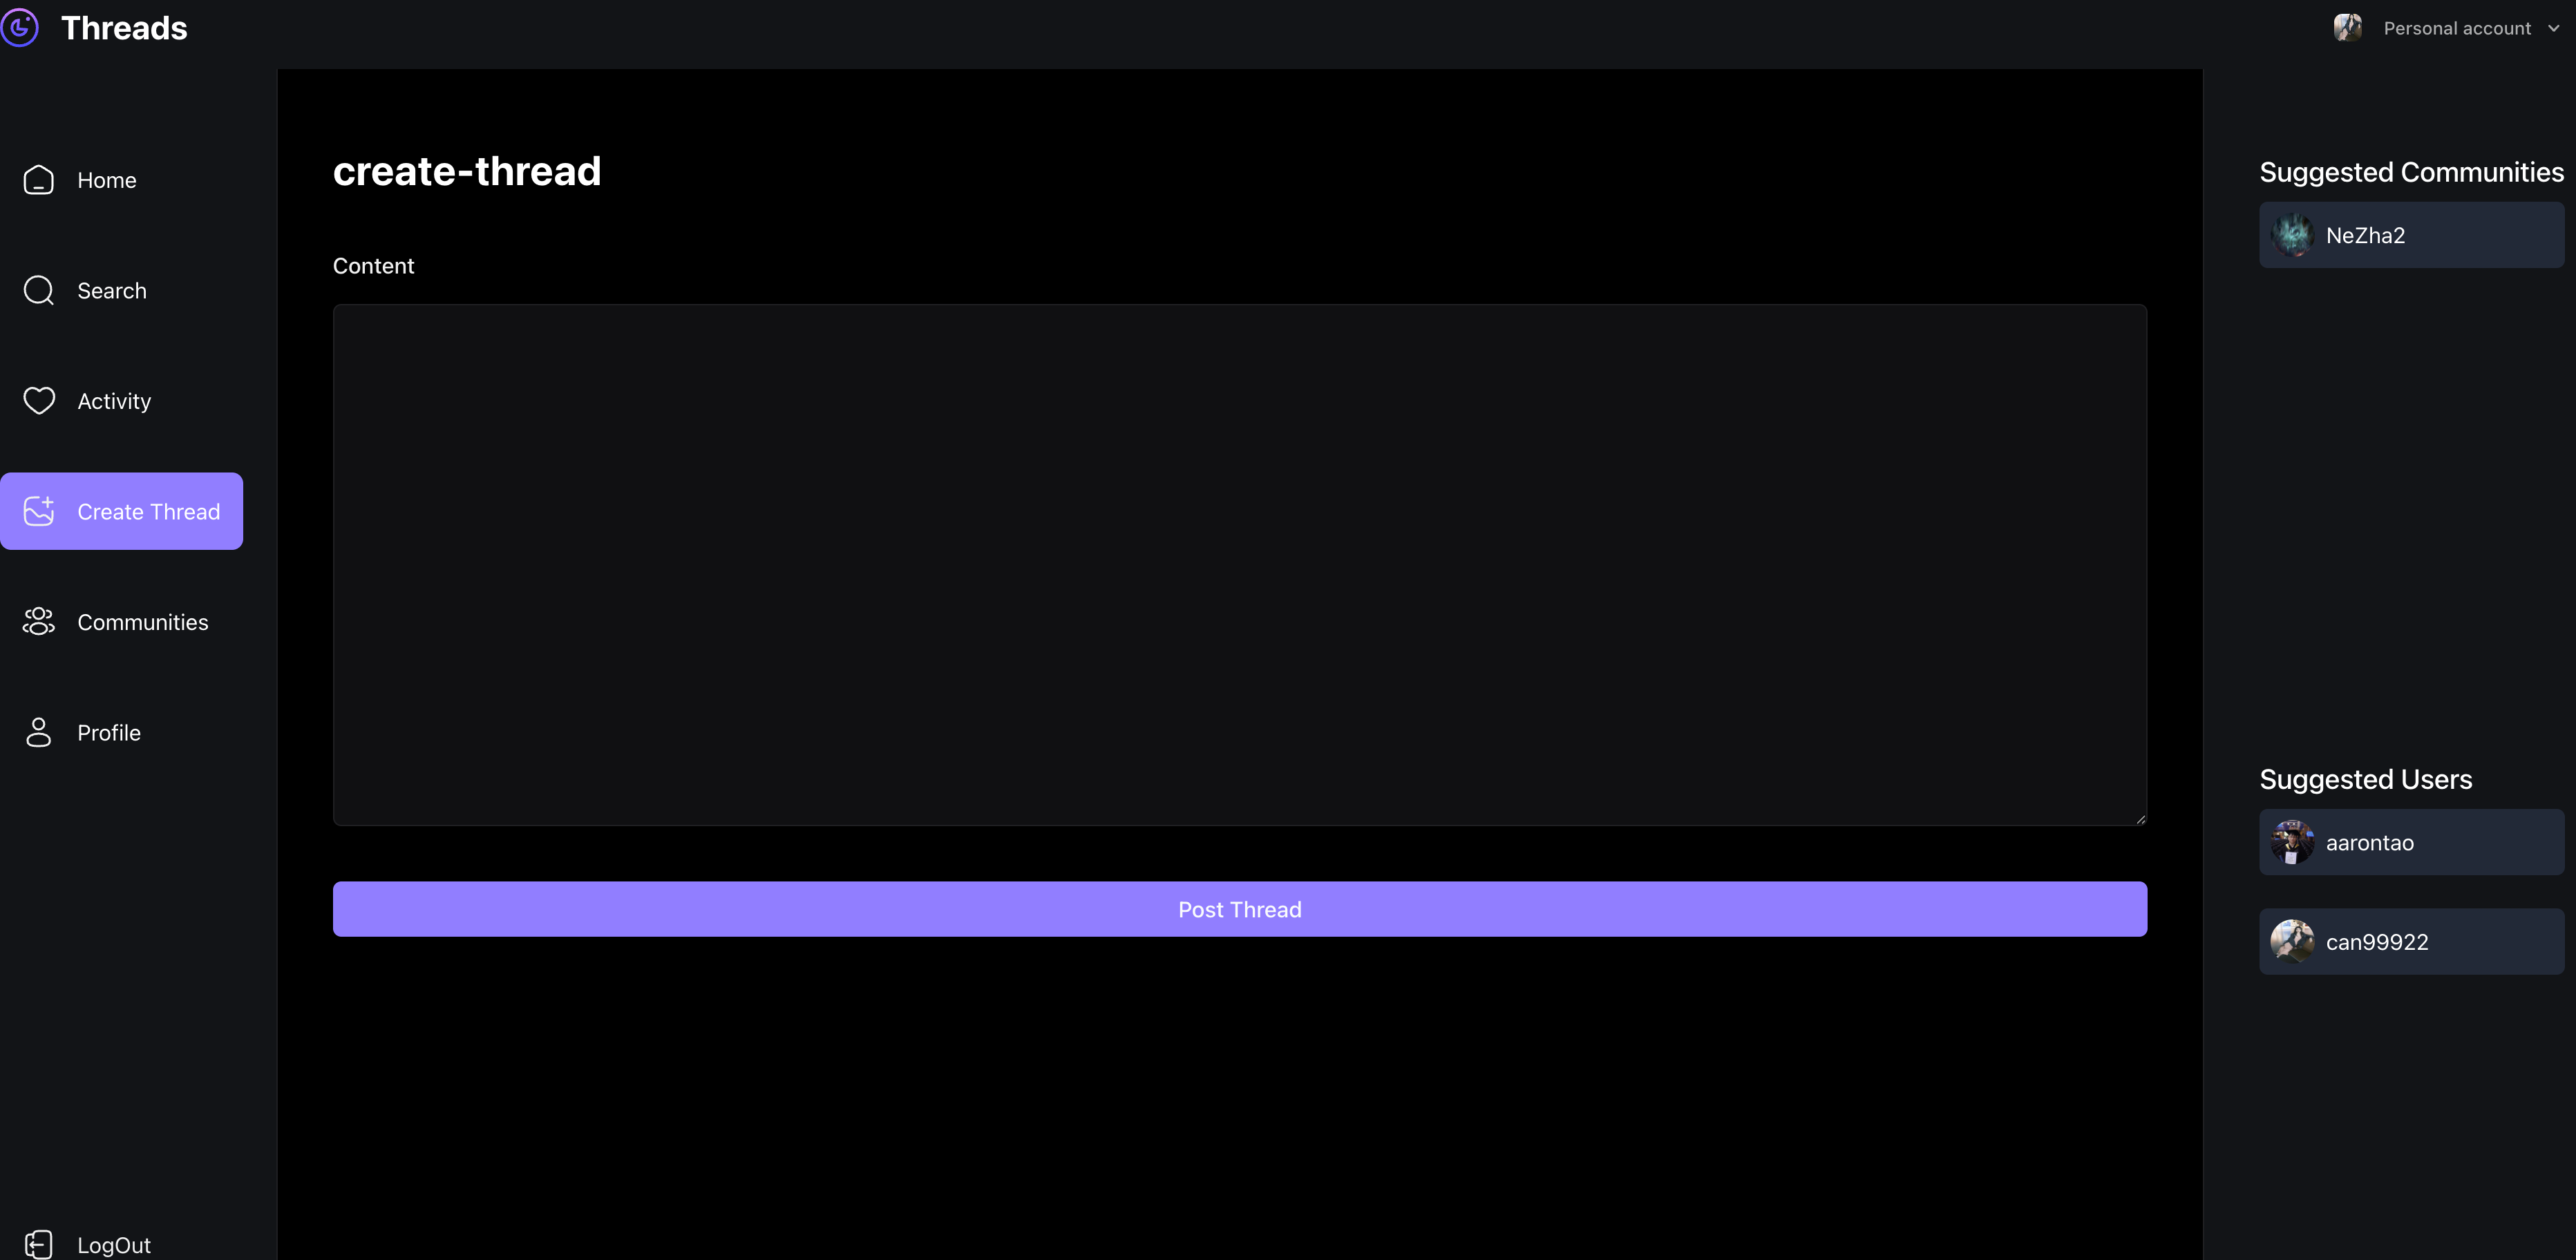 Threads
Personal account
Home
Search
Activity
Create Thread
Communities
Profile
LogOut
create-thread
Content
Post Thread
Suggested Communities
NeZha2
Suggested Users
aarontao
can99922